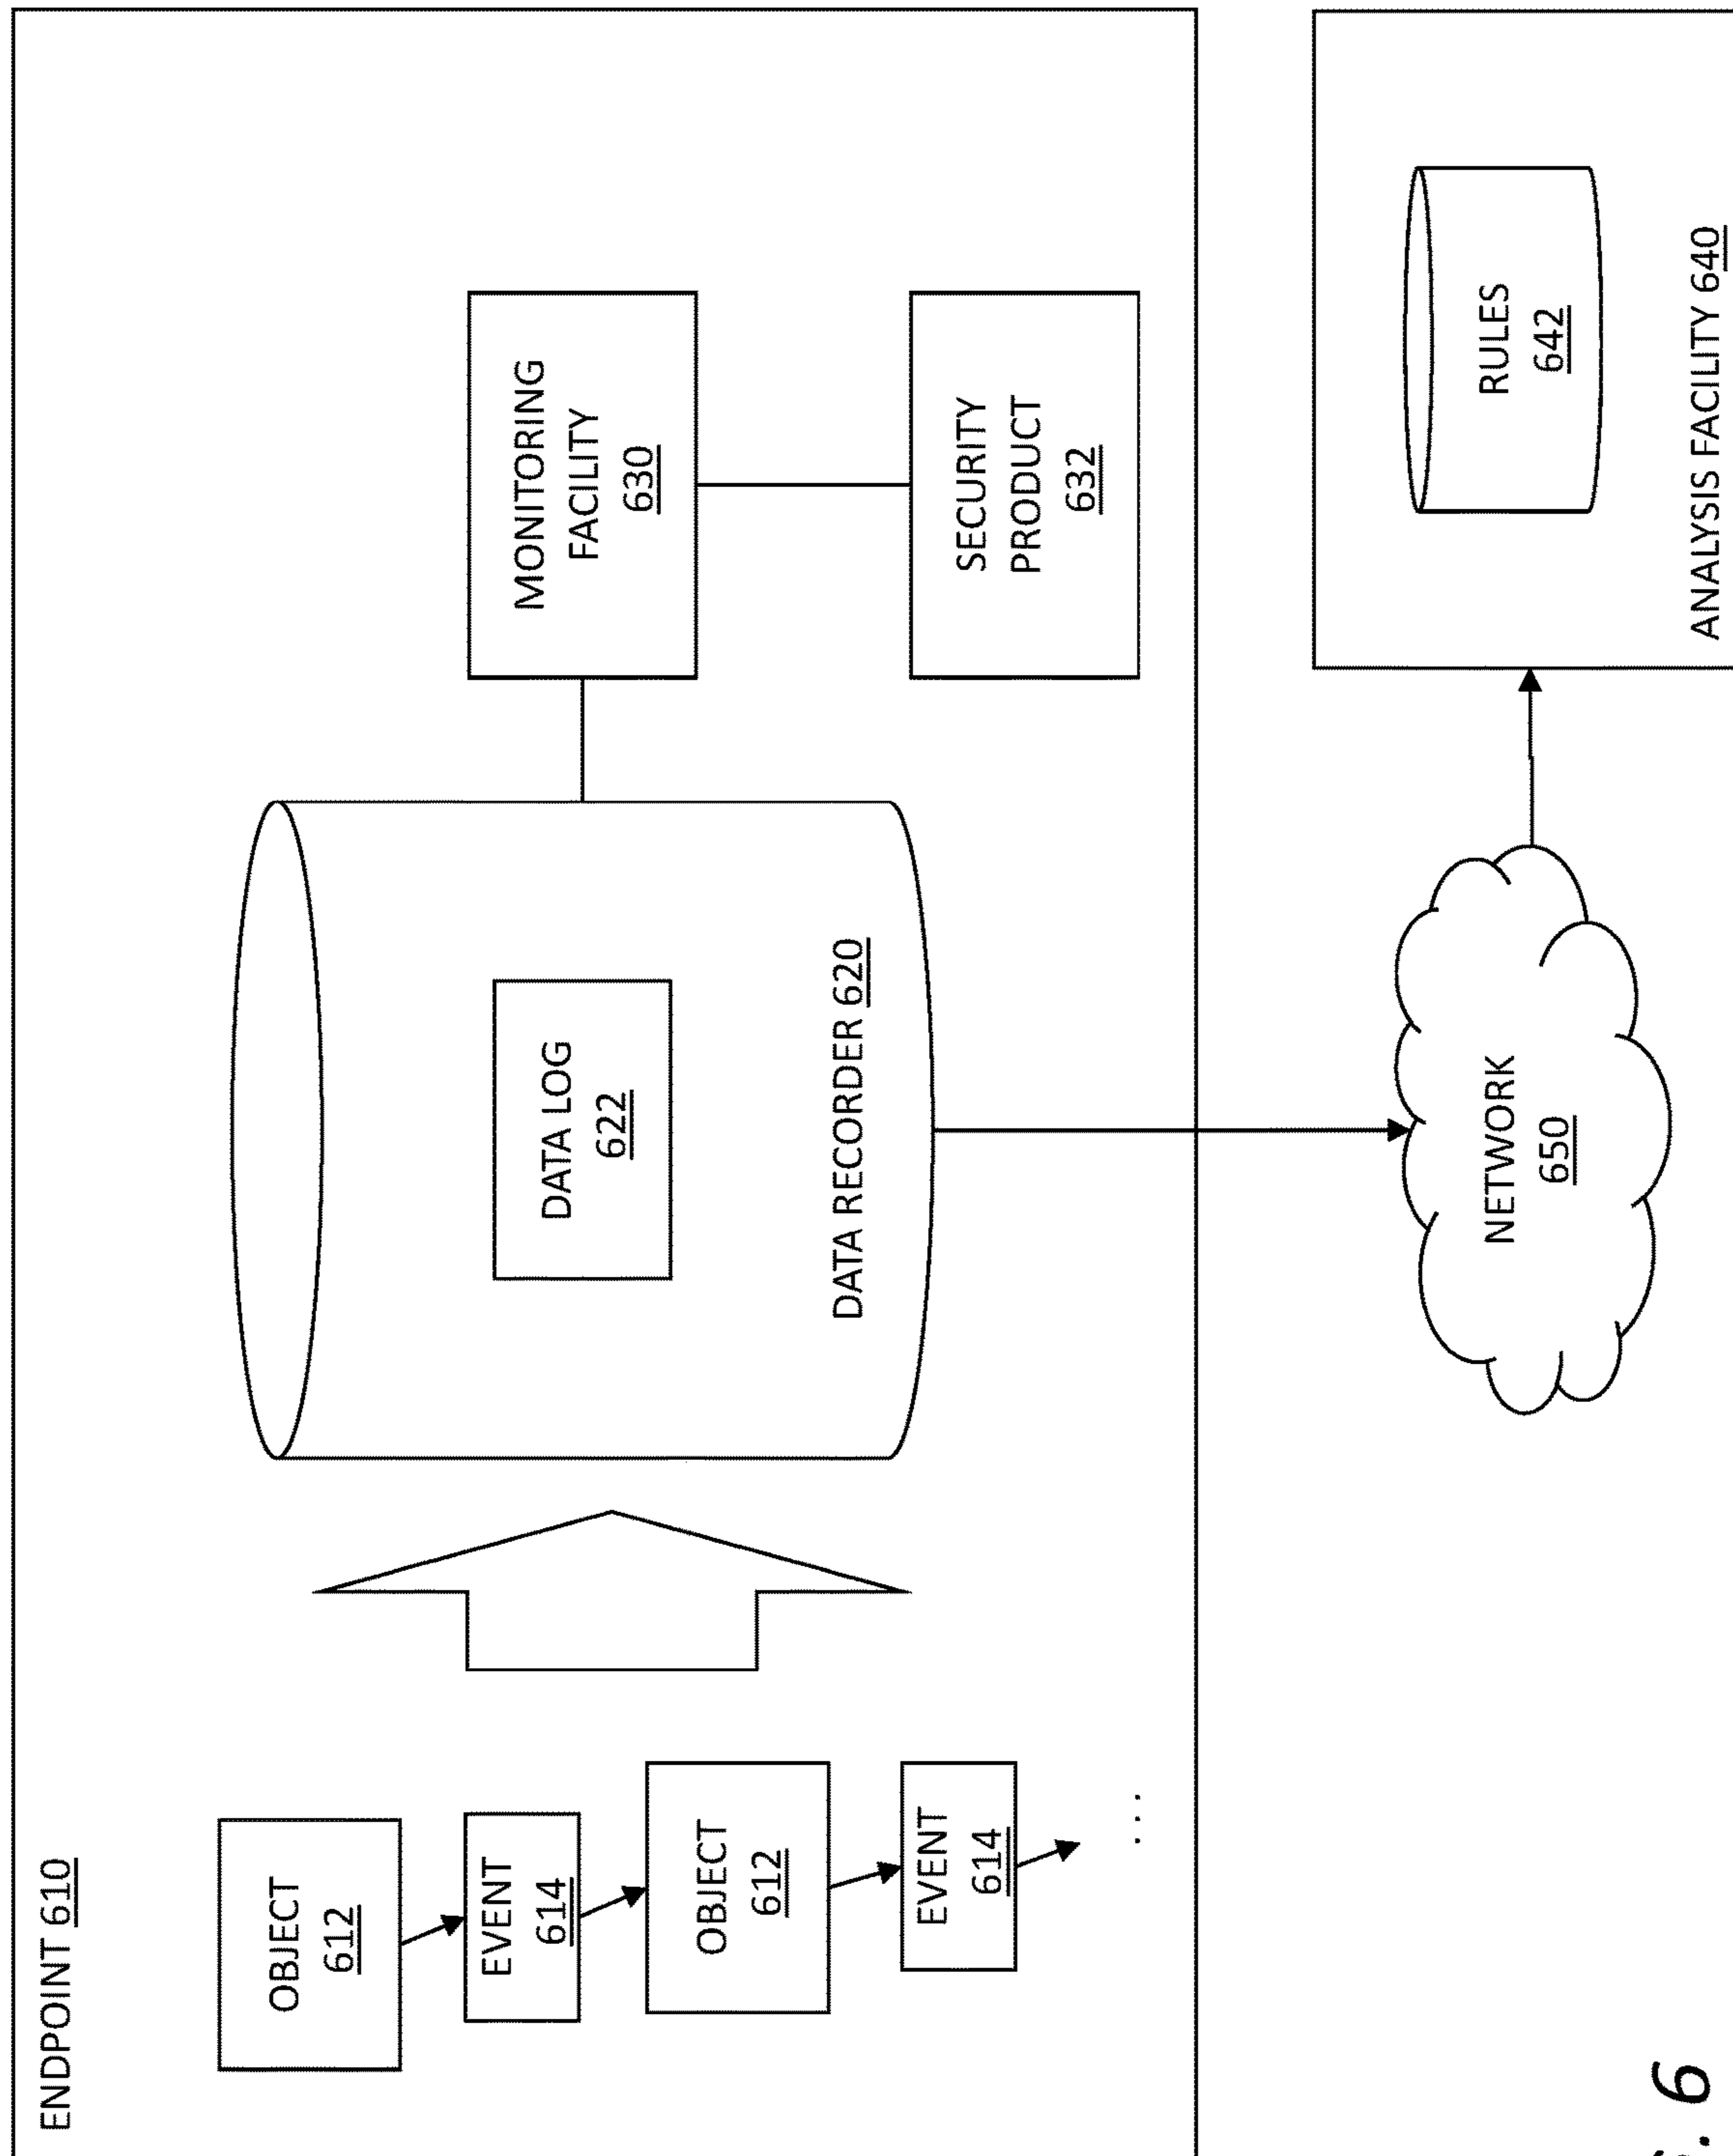 ENDPOINT 610
OBJECT
612
EVENT
614
OBJECT
612
EVENT
614
...
DATA LOG
622
DATA RECORDER 620
MONITORING
FACILITY
630
SECURITY
PRODUCT
632
NETWORK
650
RULES
642
ANALYSIS FACILITY 640
. 6